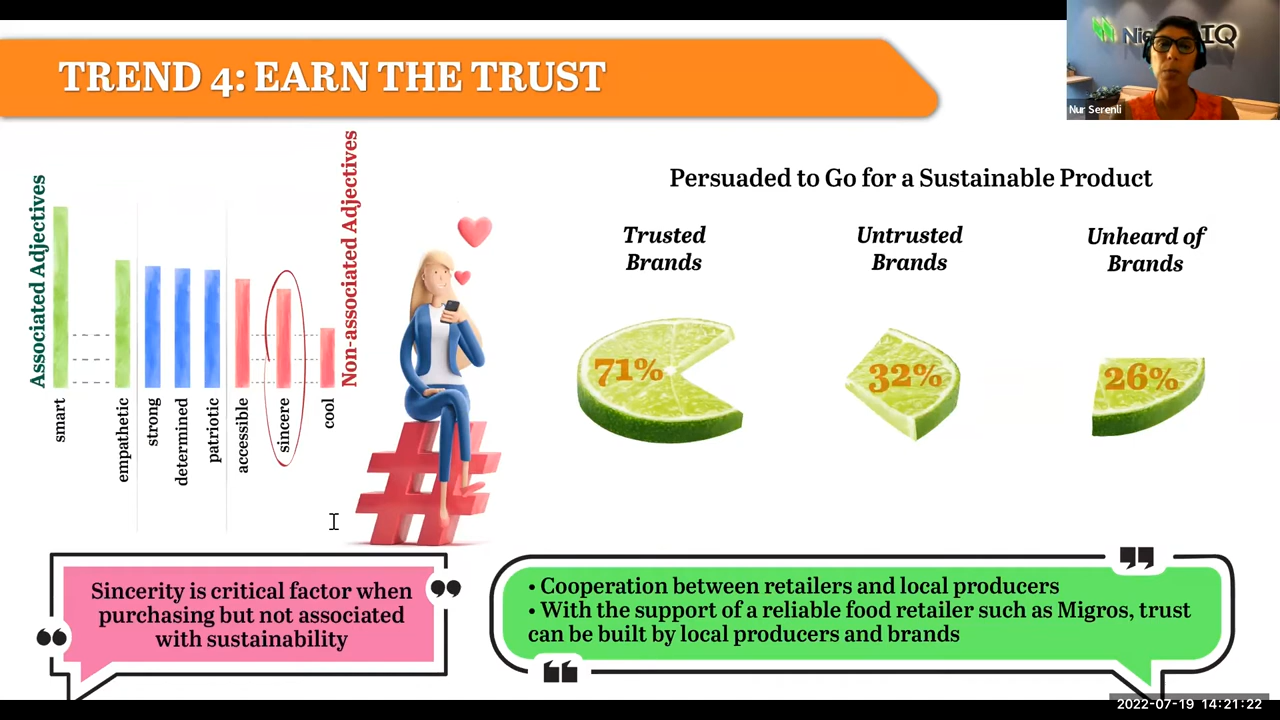 TREND 4: EARN THE TRUST
IQ
Nur Serenli
Associated Adjectives
Non-associated Adjectives
smart
empathetic
strong
determined
patriotic
accessible
sincere
cool
Persuaded to Go for a Sustainable Product
Trusted
Brands
Untrusted
Brands
Unheard of
Brands
71%
32%
26%
Sincerity is critical factor when
purchasing but not associated
with sustainability
• Cooperation between retailers and local producers
• With the support of a reliable food retailer such as Migros, trust
can be built by local producers and brands
2022-07-19 14:21:22